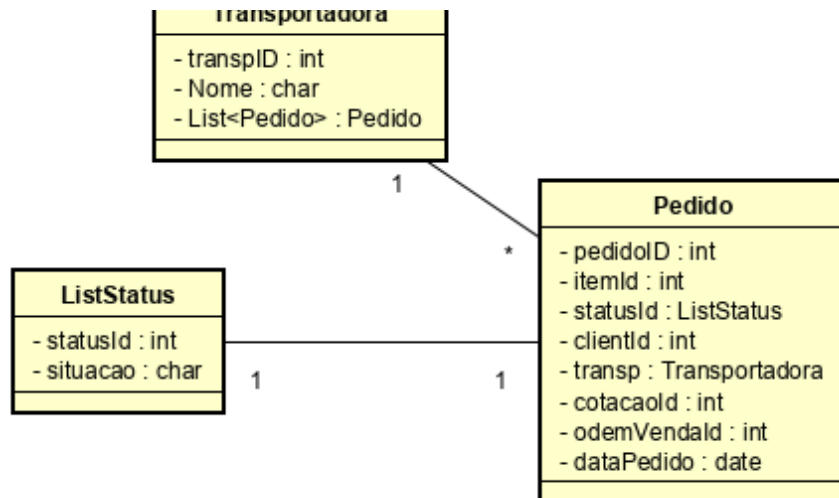 Transportadora
- transpID : int
- Nome : char
- List<Pedido> : Pedido
1
*
Pedido
- pedidoID : int
- itemId : int
- statusId : ListStatus
- clientId : int
- transp : Transportadora
- cotacaoId : int
- odemVendaId : int
- dataPedido : date
ListStatus
- statusId : int
- situacao : char
1
1